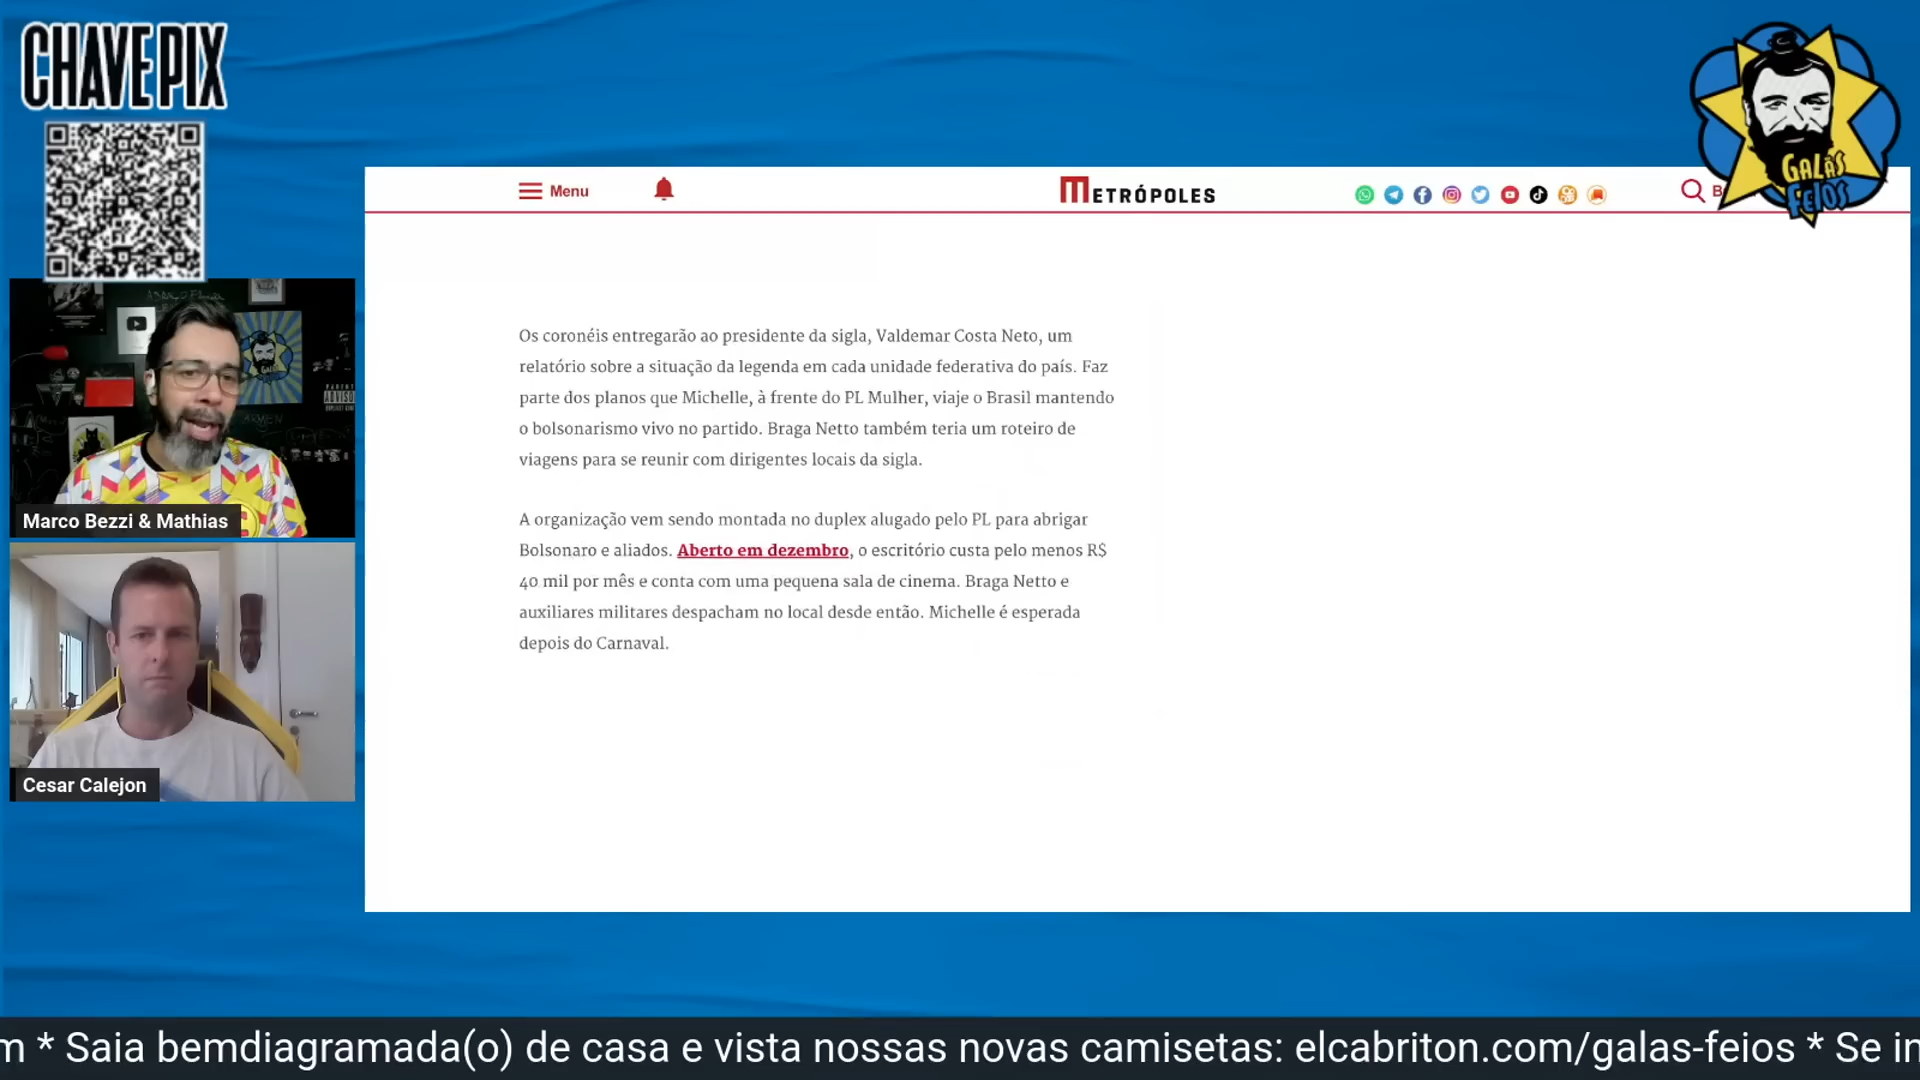 CHAVE PIX
GALÃS
FEIOS
Menu
METRÓPOLES
Os coronéis entregarão ao presidente da sigla, Valdemar Costa Neto, um
relatório sobre a situação da legenda em cada unidade federativa do país. Faz
parte dos planos que Michelle, à frente do PL Mulher, viaje o Brasil mantendo
o bolsonarismo vivo no partido. Braga Netto também teria um roteiro de
viagens para se reunir com dirigentes locais da sigla.
A organização vem sendo montada no duplex alugado pelo PL para abrigar
Bolsonaro e aliados. Aberto em dezembro, o escritório custa pelo menos R$
40 mil por mês e conta com uma pequena sala de cinema. Braga Netto e
auxiliares militares despacham no local desde então. Michelle é esperada
depois do Carnaval.
Marco Bezzi & Mathias
Cesar Calejon
m * Saia bemdiagramada(o) de casa e vista nossas novas camisetas: elcabriton.com/galas-feios * Se in